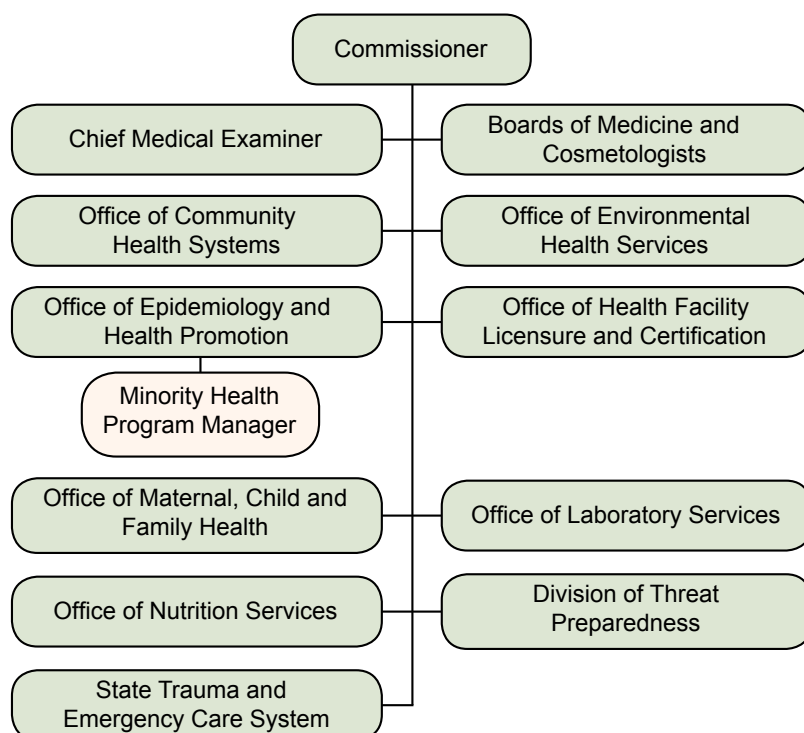 Commissioner
Chief Medical Examiner
Boards of Medicine and
Cosmetologists
Office of Community
Health Systems
Office of Environmental
Health Services
Office of Epidemiology and
Health Promotion
Office of Health Facility
Licensure and Certification
Minority Health
Program Manager
Office of Maternal, Child and
Family Health
Office of Laboratory Services
Office of Nutrition Services
Division of Threat
Preparedness
State Trauma and
Emergency Care System